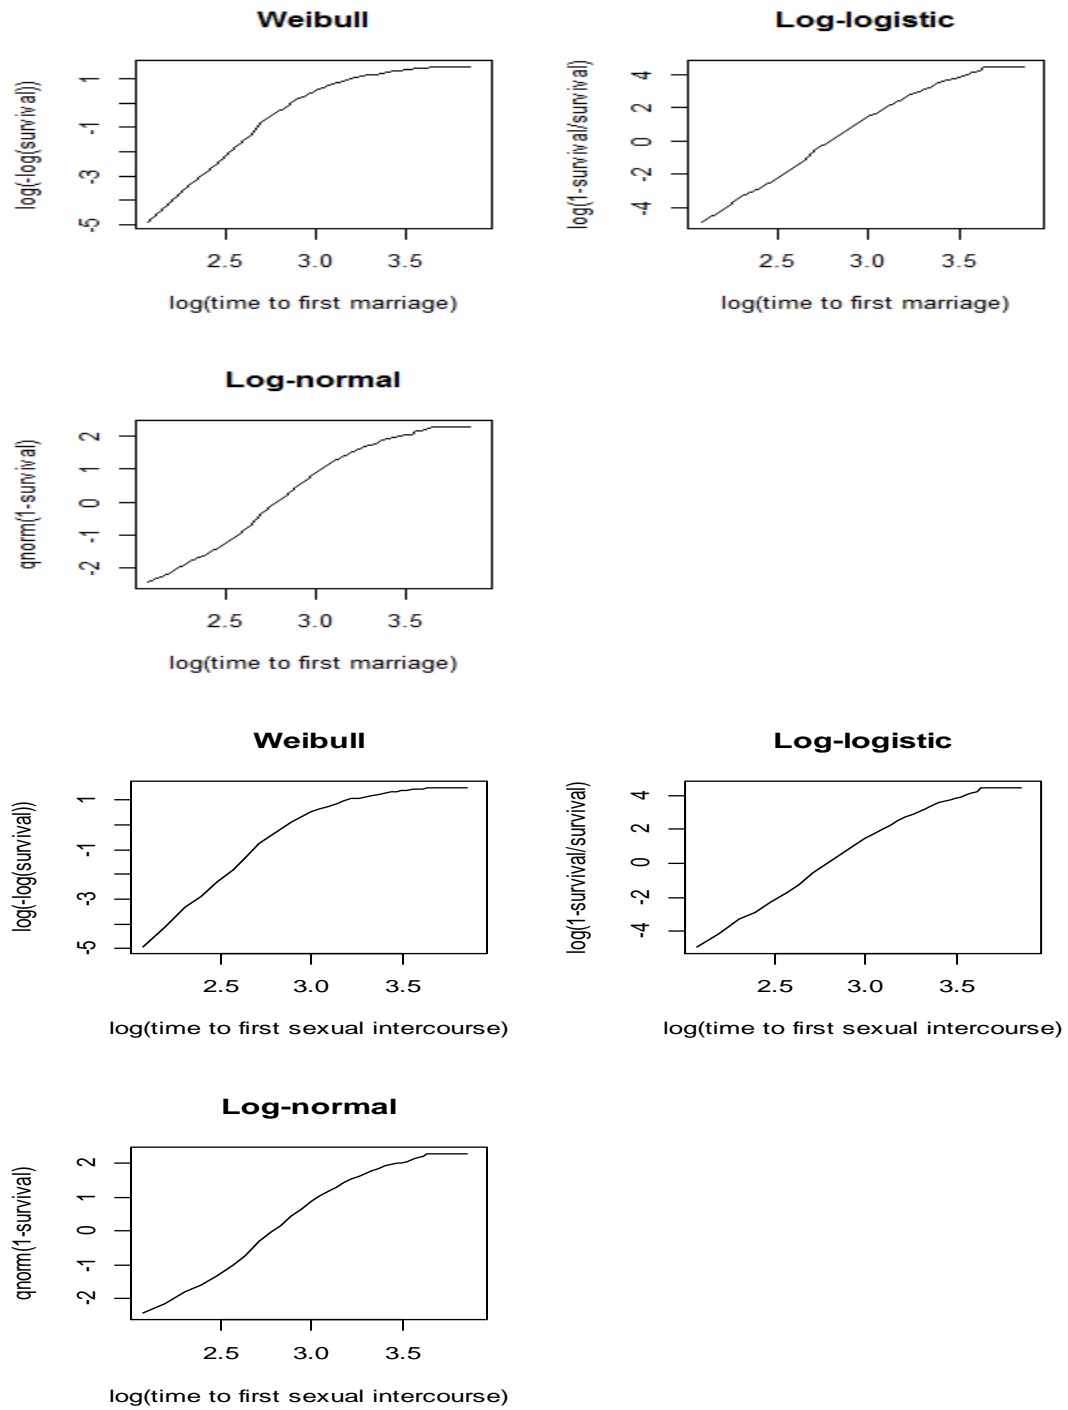 Weibull
log(-log(survival))
1
-1
-3
-5
2.5 3.0 3.5
log(time to first marriage)
Log-logistic
log(1-survival/survival)
4
2
0
-2
-4
2.5 3.0 3.5
log(time to first marriage)
Log-normal
qnorm(1-survival)
2
1
0
-1
-2
2.5 3.0 3.5
log(time to first marriage)
Weibull
log(-log(survival))
1
-1
-3
-5
2.5 3.0 3.5
log(time to first sexual intercourse)
Log-logistic
log(1-survival/survival)
4
2
0
-2
-4
2.5 3.0 3.5
log(time to first sexual intercourse)
Log-normal
qnorm(1-survival)
2
1
0
-1
-2
2.5 3.0 3.5
log(time to first sexual intercourse)